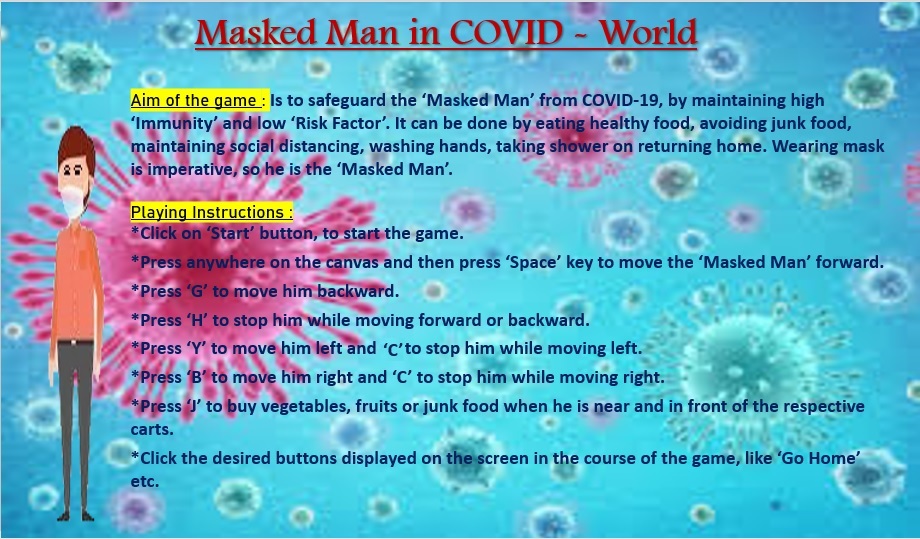 Masked Man in COVID - World
Aim of the game : Is to safeguard the ‘Masked Man’ from COVID-19, by maintaining high
‘Immunity’ and low ‘Risk Factor’. It can be done by eating healthy food, avoiding junk food,
maintaining social distancing, washing hands, taking shower on returning home. Wearing mask
is imperative, so he is the ‘Masked Man’.
Playing Instructions :
*Click on ‘Start’ button, to start the game.
*Press anywhere on the canvas and then press ‘Space’ key to move the ‘Masked Man’ forward.
*Press ‘G’ to move him backward.
*Press ‘H’ to stop him while moving forward or backward.
*Press ‘Y’ to move him left and ‘C’ to stop him while moving left.
*Press ‘B’ to move him right and ‘C’ to stop him while moving right.
*Press ‘J’ to buy vegetables, fruits or junk food when he is near and in front of the respective
carts.
*Click the desired buttons displayed on the screen in the course of the game, like ‘Go Home’
etc.